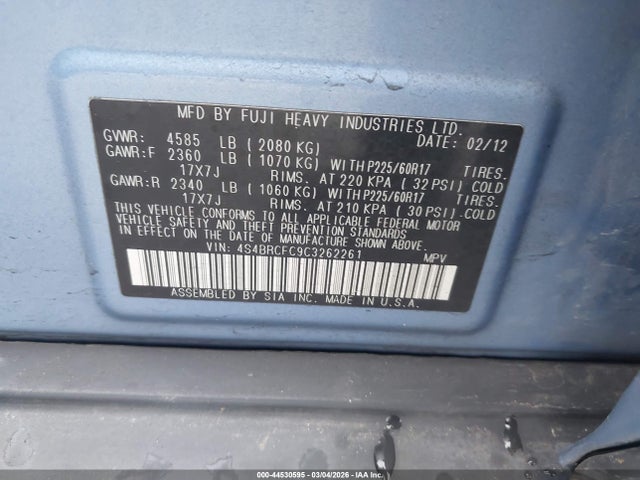 MFD BY FUJI HEAVY INDUSTRIES LTD.
GVWR: 4585 LB ( 2080 KG) DATE: 02/12
GAWR:F 2360 LB ( 1070 KG) WITH P225/60R17 TIRES.
17X7J RIMS. AT 220 KPA ( 32 PSI) COLD
GAWR:R 2340 LB ( 1060 KG) WITH P225/60R17 TIRES.
17X7J RIMS. AT 210 KPA ( 30 PSI) COLD.
THIS VEHICLE CONFORMS TO ALL APPLICABLE FEDERAL MOTOR
VEHICLE SAFETY AND THEFT PREVENTION STANDARDS
IN EFFECT ON THE DATE OF MANUFACTURE SHOWN ABOVE.
VIN: 4S4BRCFC9C3262261 MPV
ASSEMBLED BY SIA INC. MADE IN U.S.A.
000-44530595 - 03/04/2026 - IAA Holdings, LLC